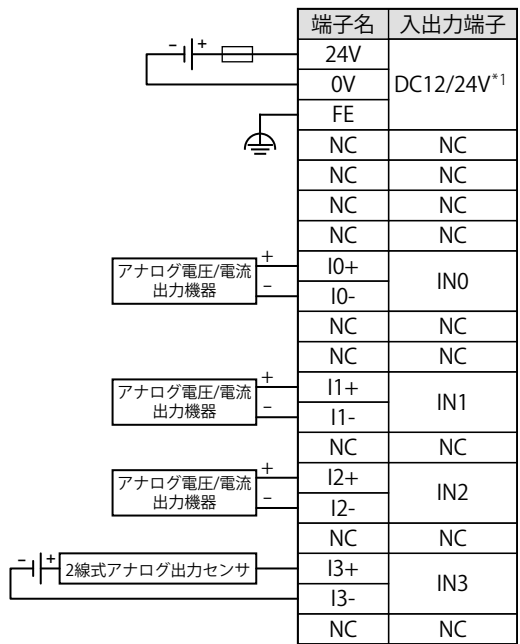 端子名 入出力端子
- + 24V DC12/24V*1
0V
FE
NC NC
NC NC
NC NC
NC NC
アナログ電圧/電流
出力機器
+ I0+ IN0
- I0-
NC NC
NC NC
アナログ電圧/電流
出力機器
+ I1+ IN1
- I1-
NC NC
アナログ電圧/電流
出力機器
+ I2+ IN2
- I2-
NC NC
- + 2線式アナログ出力センサ I3+ IN3
I3-
NC NC